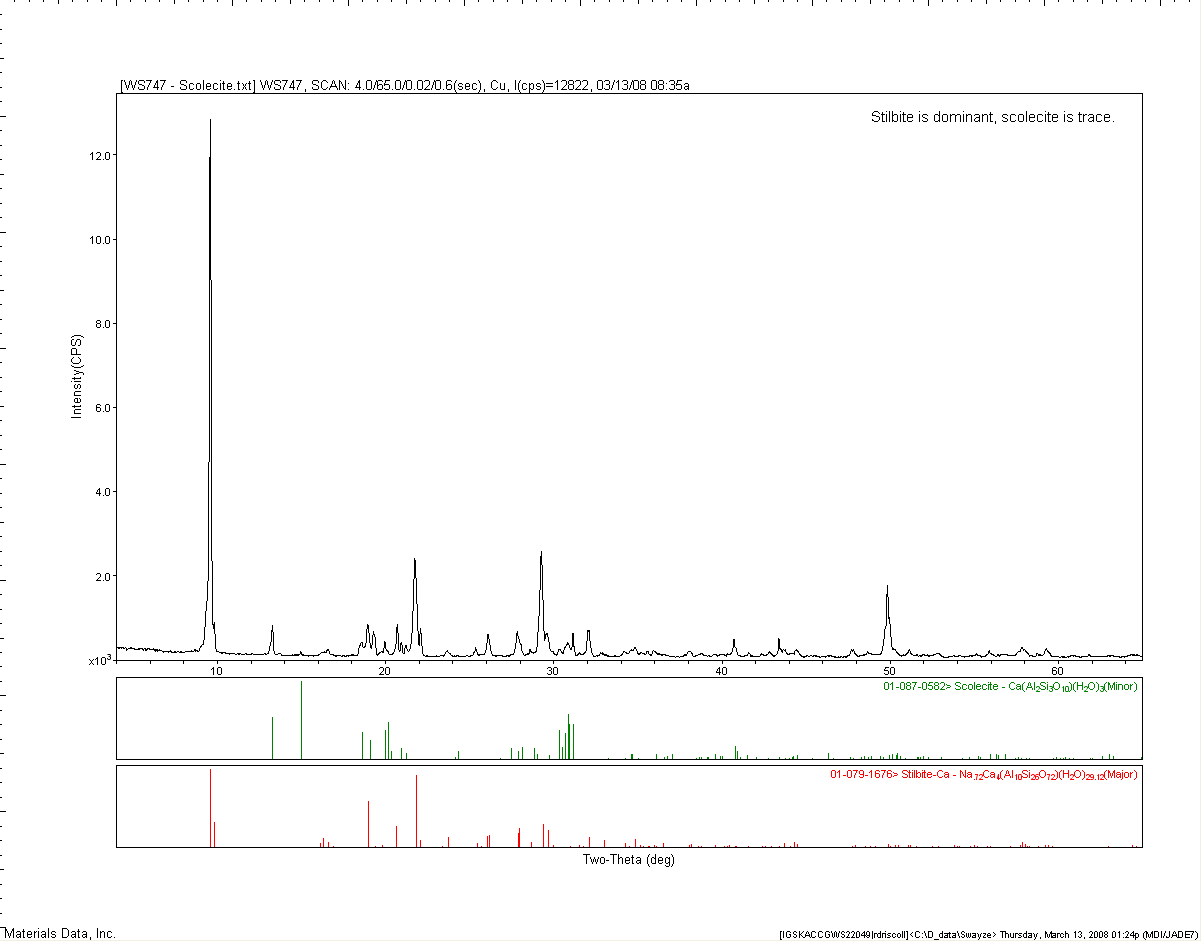 [WS747 - Scolecite.txt] WS747, SCAN: 4.0/65.0/0.02/0.6(sec), Cu, I(cps)=12822, 03/13/08 08:35a
Stilbite is dominant, scolecite is trace.
12.0
10.0
8.0
6.0
4.0
2.0
x10^3
Intensity(CPS)
10 20 30 40 50 60
01-087-0582> Scolecite - Ca(Al2Si3O10)(H2O)3(Minor)
01-079-1676> Stilbite-Ca - Na.72Ca4(Al10Si26O72)(H2O)29.12(Major)
Two-Theta (deg)
Materials Data, Inc.
[IGSKACCGWS22049|rdriscoll]<C:\D_data\Swayze> Thursday, March 13, 2008 01:24p (MDI/JADE7)